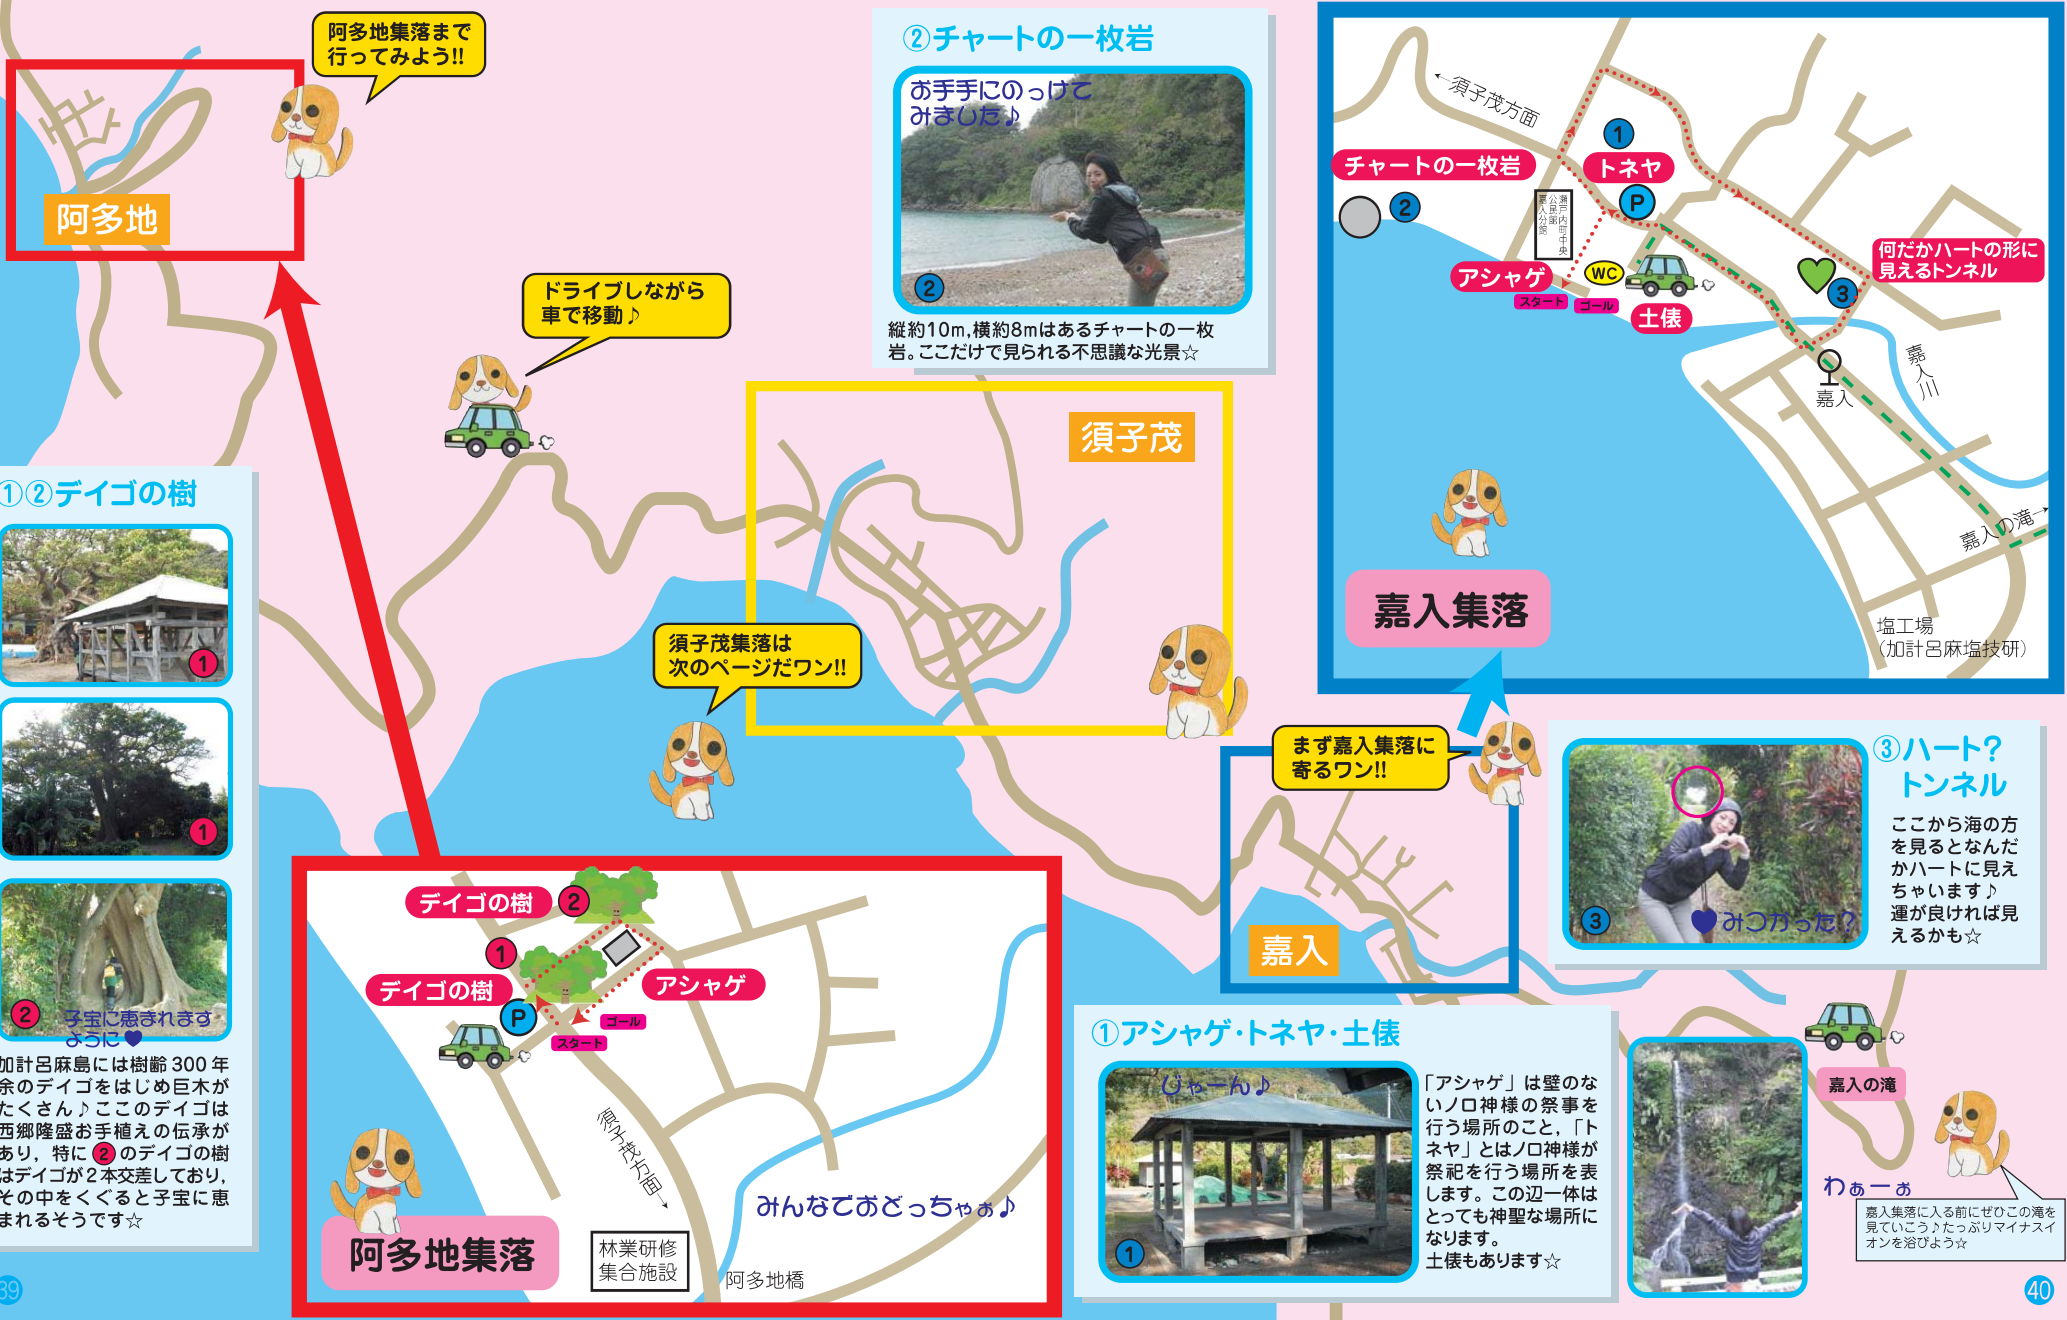 阿多地集落まで
行ってみよう!!
阿多地
ドライブしながら
車で移動♪
②チャートの一枚岩
お手手にのっけて
みました♪
2
縦約10m,横約8mはあるチャートの一枚
岩。ここだけで見られる不思議な光景☆
須子茂
須子茂集落は
次のページだワン!!
←須子茂方面
チャートの一枚岩
2
1
トネヤ
P
瀬戸内町中央
公民館
嘉入分館
アシャゲ
スタート
ゴール
WC
土俵
3
何だかハートの形に
見えるトンネル
嘉入川
嘉入
嘉入の滝→
嘉入集落
塩工場
（加計呂麻塩技研）
まず嘉入集落に
寄るワン!!
嘉入
③ハート?
トンネル
ここから海の方
を見るとなんだ
かハートに見え
ちゃいます♪
運が良ければ見
えるかも☆
3
♥みつかった?
①②デイゴの樹
1
1
2
子宝に恵まれます
ように♥
加計呂麻島には樹齢300年
余のデイゴをはじめ巨木が
たくさん♪ここのデイゴは
西郷隆盛お手植えの伝承が
あり，特に2のデイゴの樹
はデイゴが2本交差しており，
その中をくぐると子宝に恵
まれるそうです☆
39
デイゴの樹
2
1
デイゴの樹
アシャゲ
P
ゴール
スタート
須子茂方面→
みんなでおどっちゃお♪
阿多地集落
林業研修
集合施設
阿多地橋
①アシャゲ・トネヤ・土俵
じゃーん♪
1
「アシャゲ」は壁のな
いノロ神様の祭事を
行う場所のこと，「ト
ネヤ」とはノロ神様が
祭祀を行う場所を表
します。この辺一体は
とっても神聖な場所に
なります。
土俵もあります☆
嘉入の滝
わぁーぉ
嘉入集落に入る前にぜひこの滝を
見ていこう♪たっぷりマイナスイ
オンを浴びよう☆
40